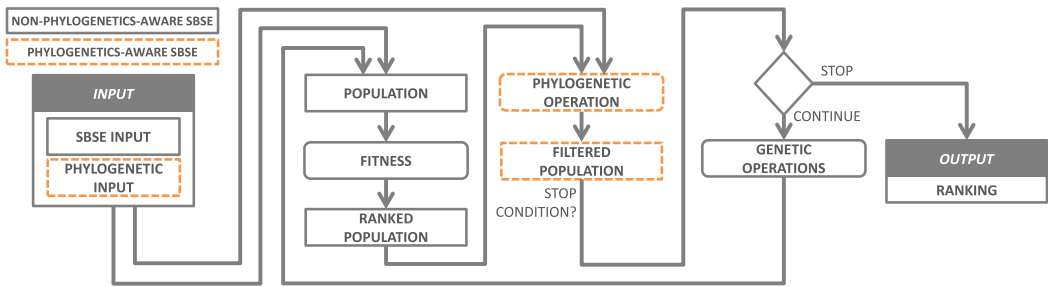 NON-PHYLOGENETICS-AWARE SBSE
PHYLOGENETICS-AWARE SBSE
INPUT
SBSE INPUT
PHYLOGENETIC
INPUT
POPULATION
FITNESS
RANKED
POPULATION
PHYLOGENETIC
OPERATION
FILTERED
POPULATION
STOP
CONDITION?
STOP
CONTINUE
GENETIC
OPERATIONS
OUTPUT
RANKING